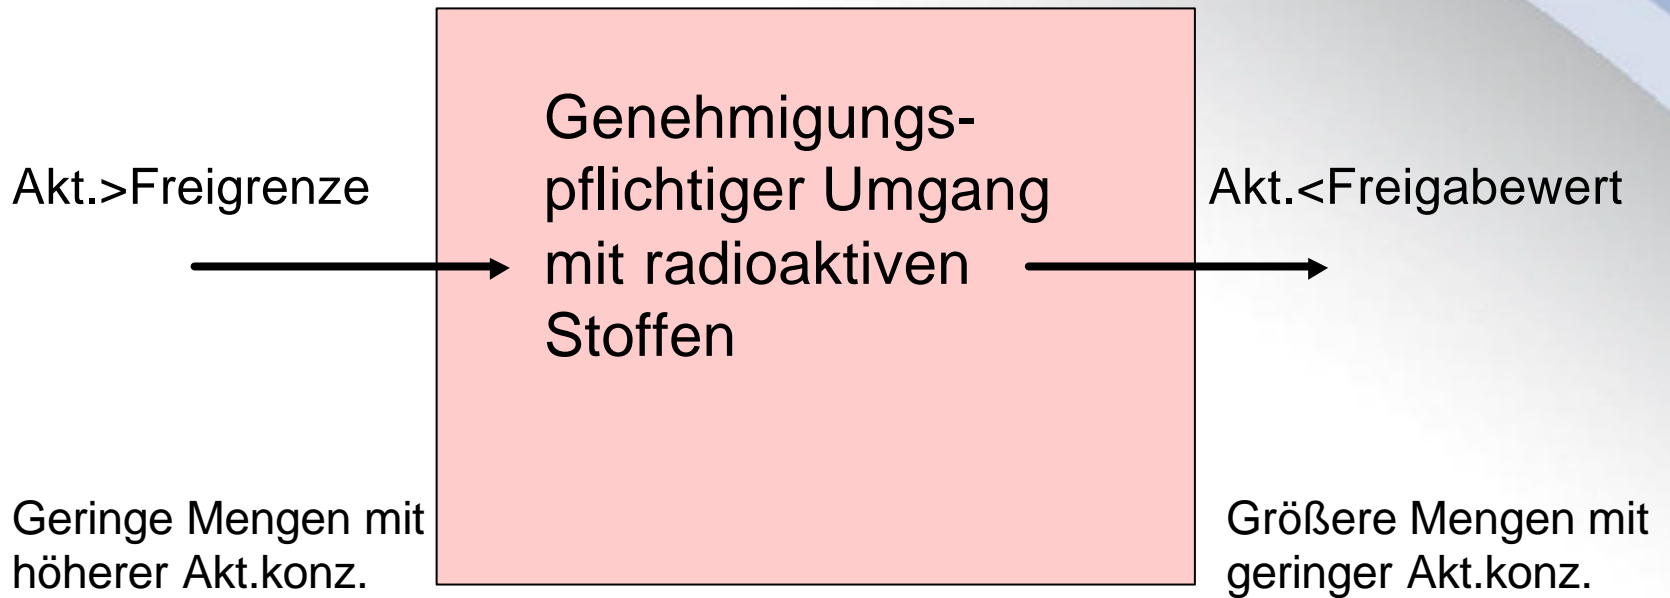 Akt.>Freigrenze
Geringe Mengen mit
höherer Akt.konz.
Genehmigungs-
pflichtiger Umgang
mit radioaktiven
Stoffen
Akt.<Freigabewert
Größere Mengen mit
geringer Akt.konz.